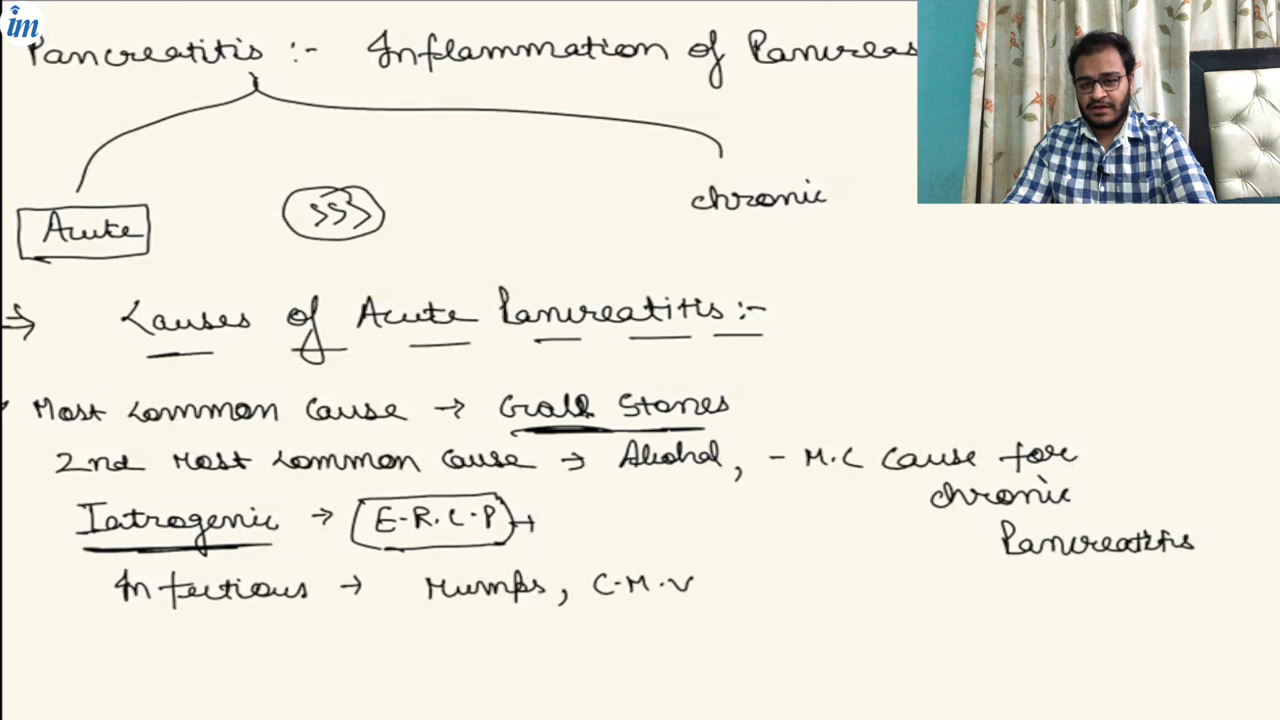 im
Pancreatitis :- Inflammation of Pancreas
Acute
chronic
⇒ Causes of Acute Pancreatitis :-
Most Common Cause → Gall Stones
2nd Most Common Cause → Alcohol, - M.C Cause for
chronic
Pancreatitis
Iatrogenic → E-R.C-P →
Infectious → Mumps, C-M.V